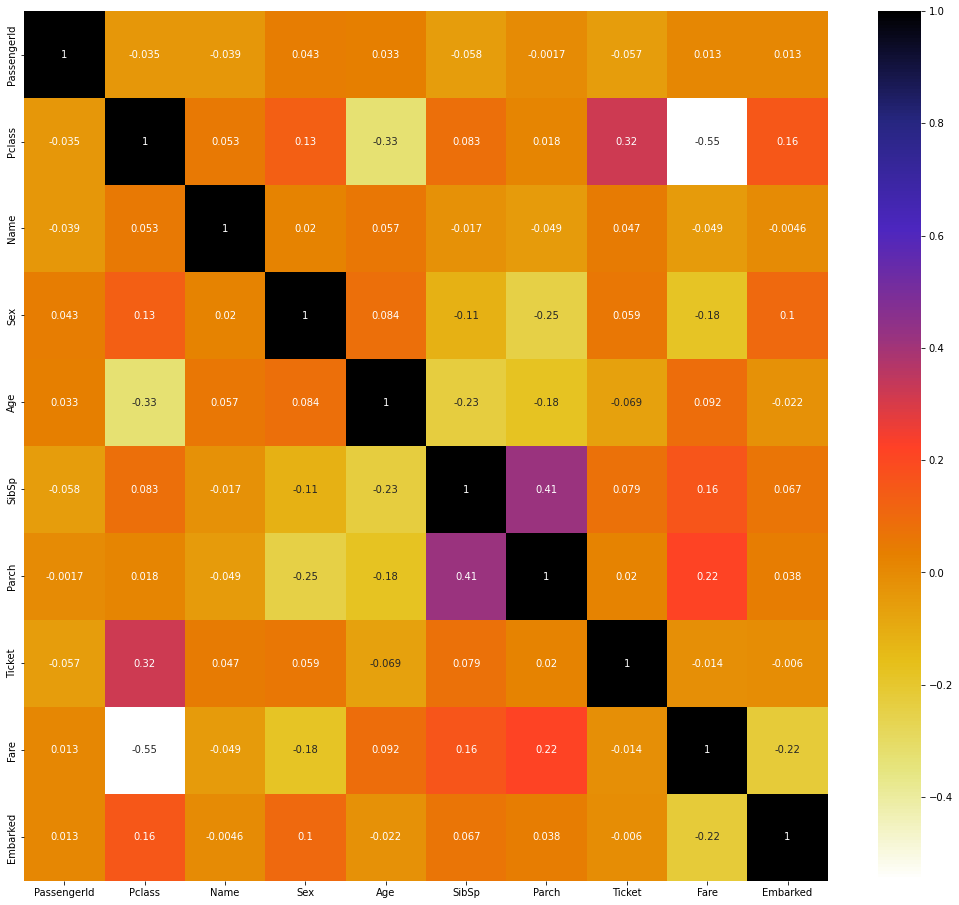 PassengerId 1 -0.035 -0.039 0.043 0.033 -0.058 -0.0017 -0.057 0.013 0.013
Pclass -0.035 1 0.053 0.13 -0.33 0.083 0.018 0.32 -0.55 0.16
Name -0.039 0.053 1 0.02 0.057 -0.017 -0.049 0.047 -0.049 -0.0046
Sex 0.043 0.13 0.02 1 0.084 -0.11 -0.25 0.059 -0.18 0.1
Age 0.033 -0.33 0.057 0.084 1 -0.23 -0.18 -0.069 0.092 -0.022
SibSp -0.058 0.083 -0.017 -0.11 -0.23 1 0.41 0.079 0.16 0.067
Parch -0.0017 0.018 -0.049 -0.25 -0.18 0.41 1 0.02 0.22 0.038
Ticket -0.057 0.32 0.047 0.059 -0.069 0.079 0.02 1 -0.014 -0.006
Fare 0.013 -0.55 -0.049 -0.18 0.092 0.16 0.22 -0.014 1 -0.22
Embarked 0.013 0.16 -0.0046 0.1 -0.022 0.067 0.038 -0.006 -0.22 1
PassengerId Pclass Name Sex Age SibSp Parch Ticket Fare Embarked
1.0
0.8
0.6
0.4
0.2
0.0
−0.2
−0.4